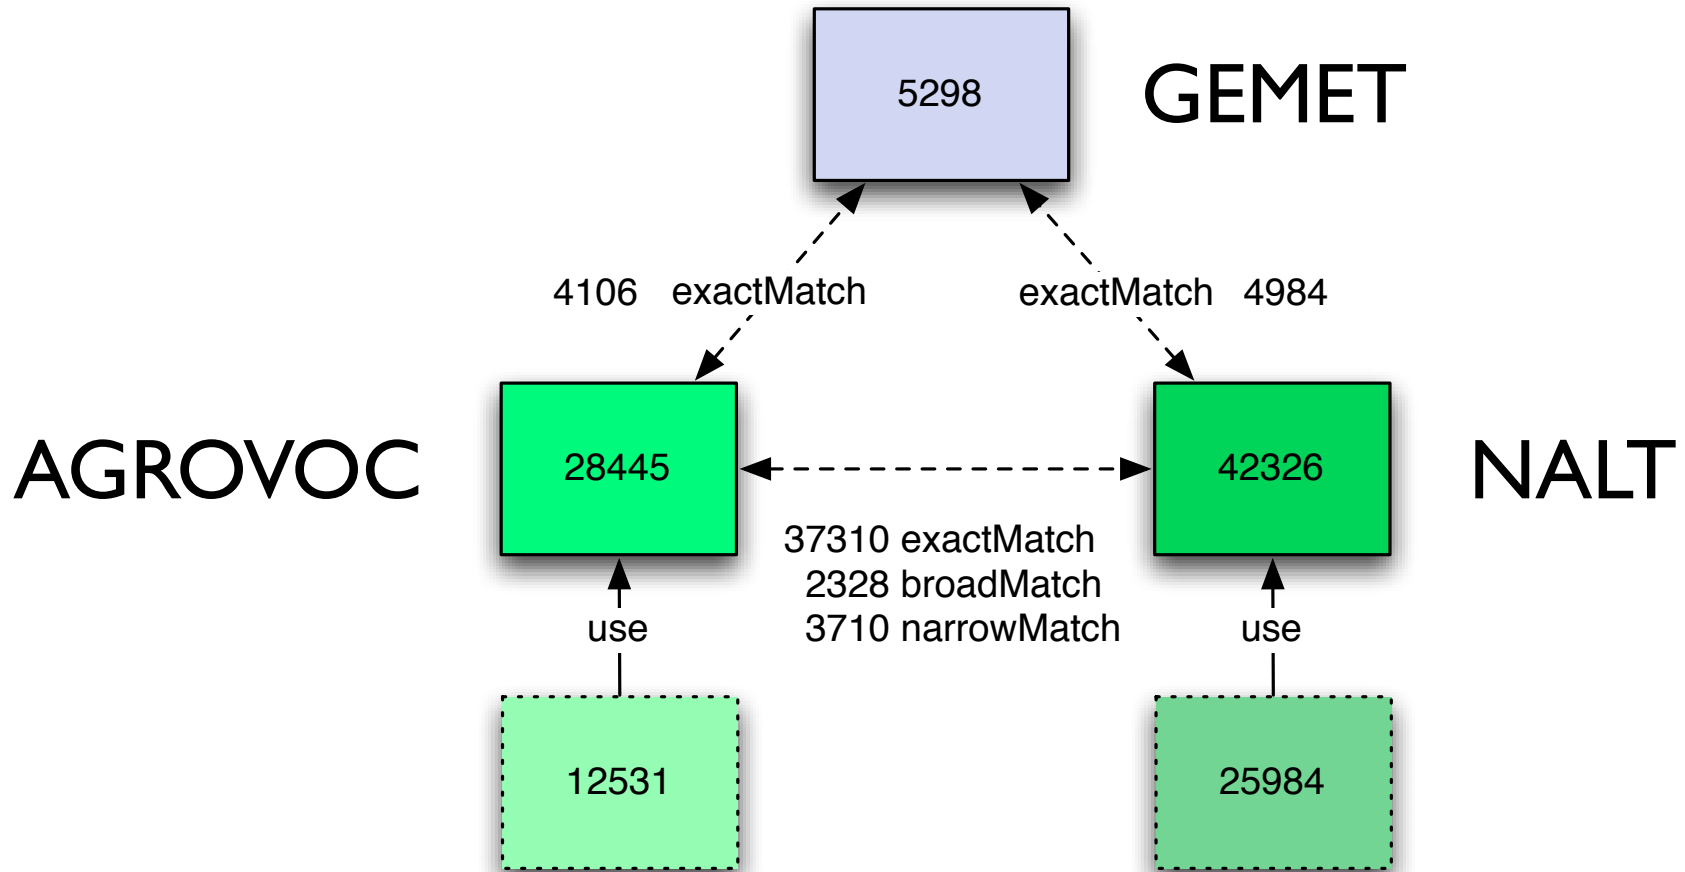 5298
GEMET
4106 exactMatch
exactMatch 4984
AGROVOC
28445
42326
NALT
37310 exactMatch
2328 broadMatch
3710 narrowMatch
use
use
12531
25984